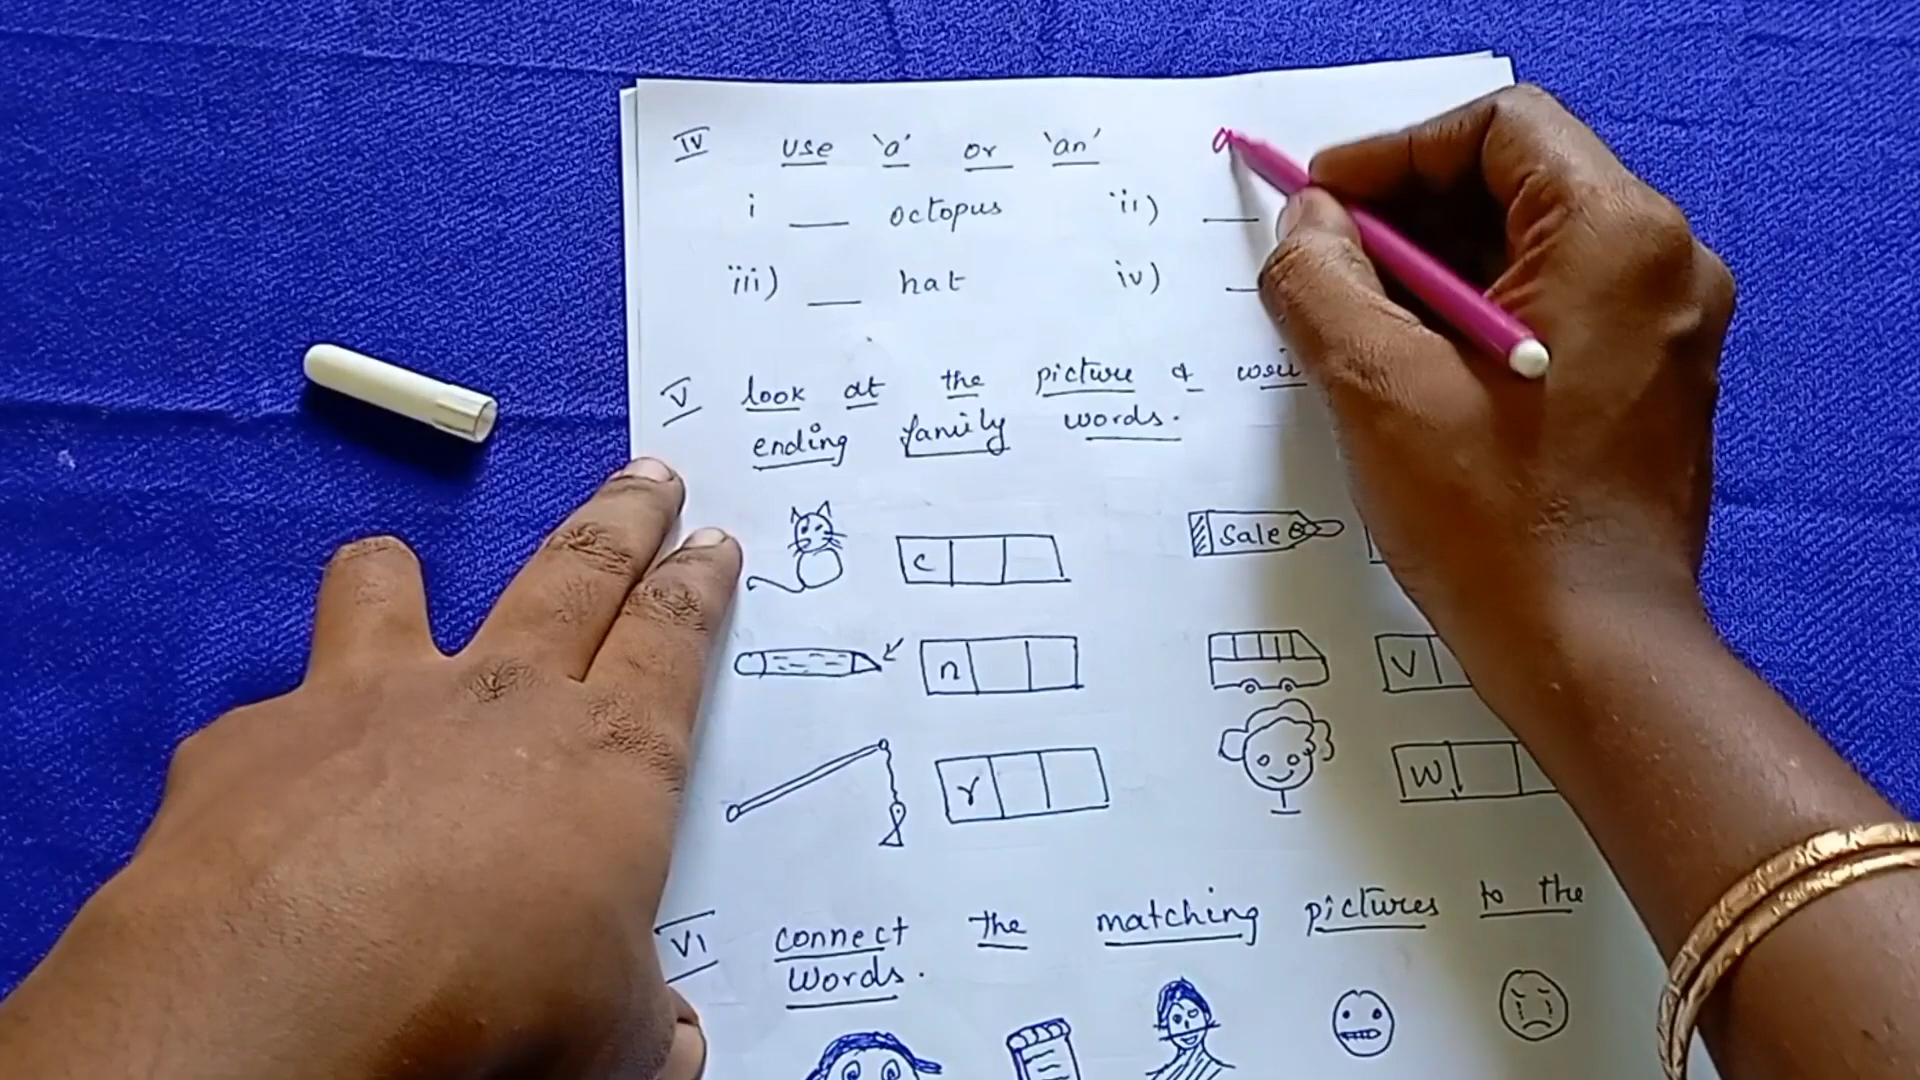 IV use 'a' or 'an' a
i ___ octopus ii) ___
iii) ___ hat iv) ___
V look at the picture &
ending family words.
c
Sale
n
v
r
w
VI connect the matching pictures to the
words.